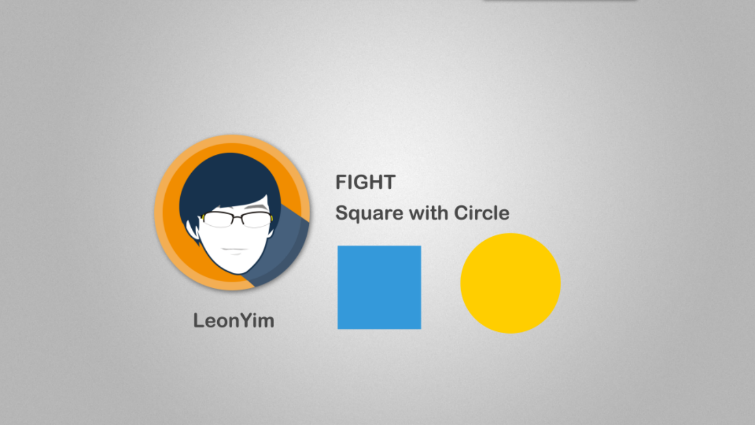 FIGHT
Square with Circle
LeonYim